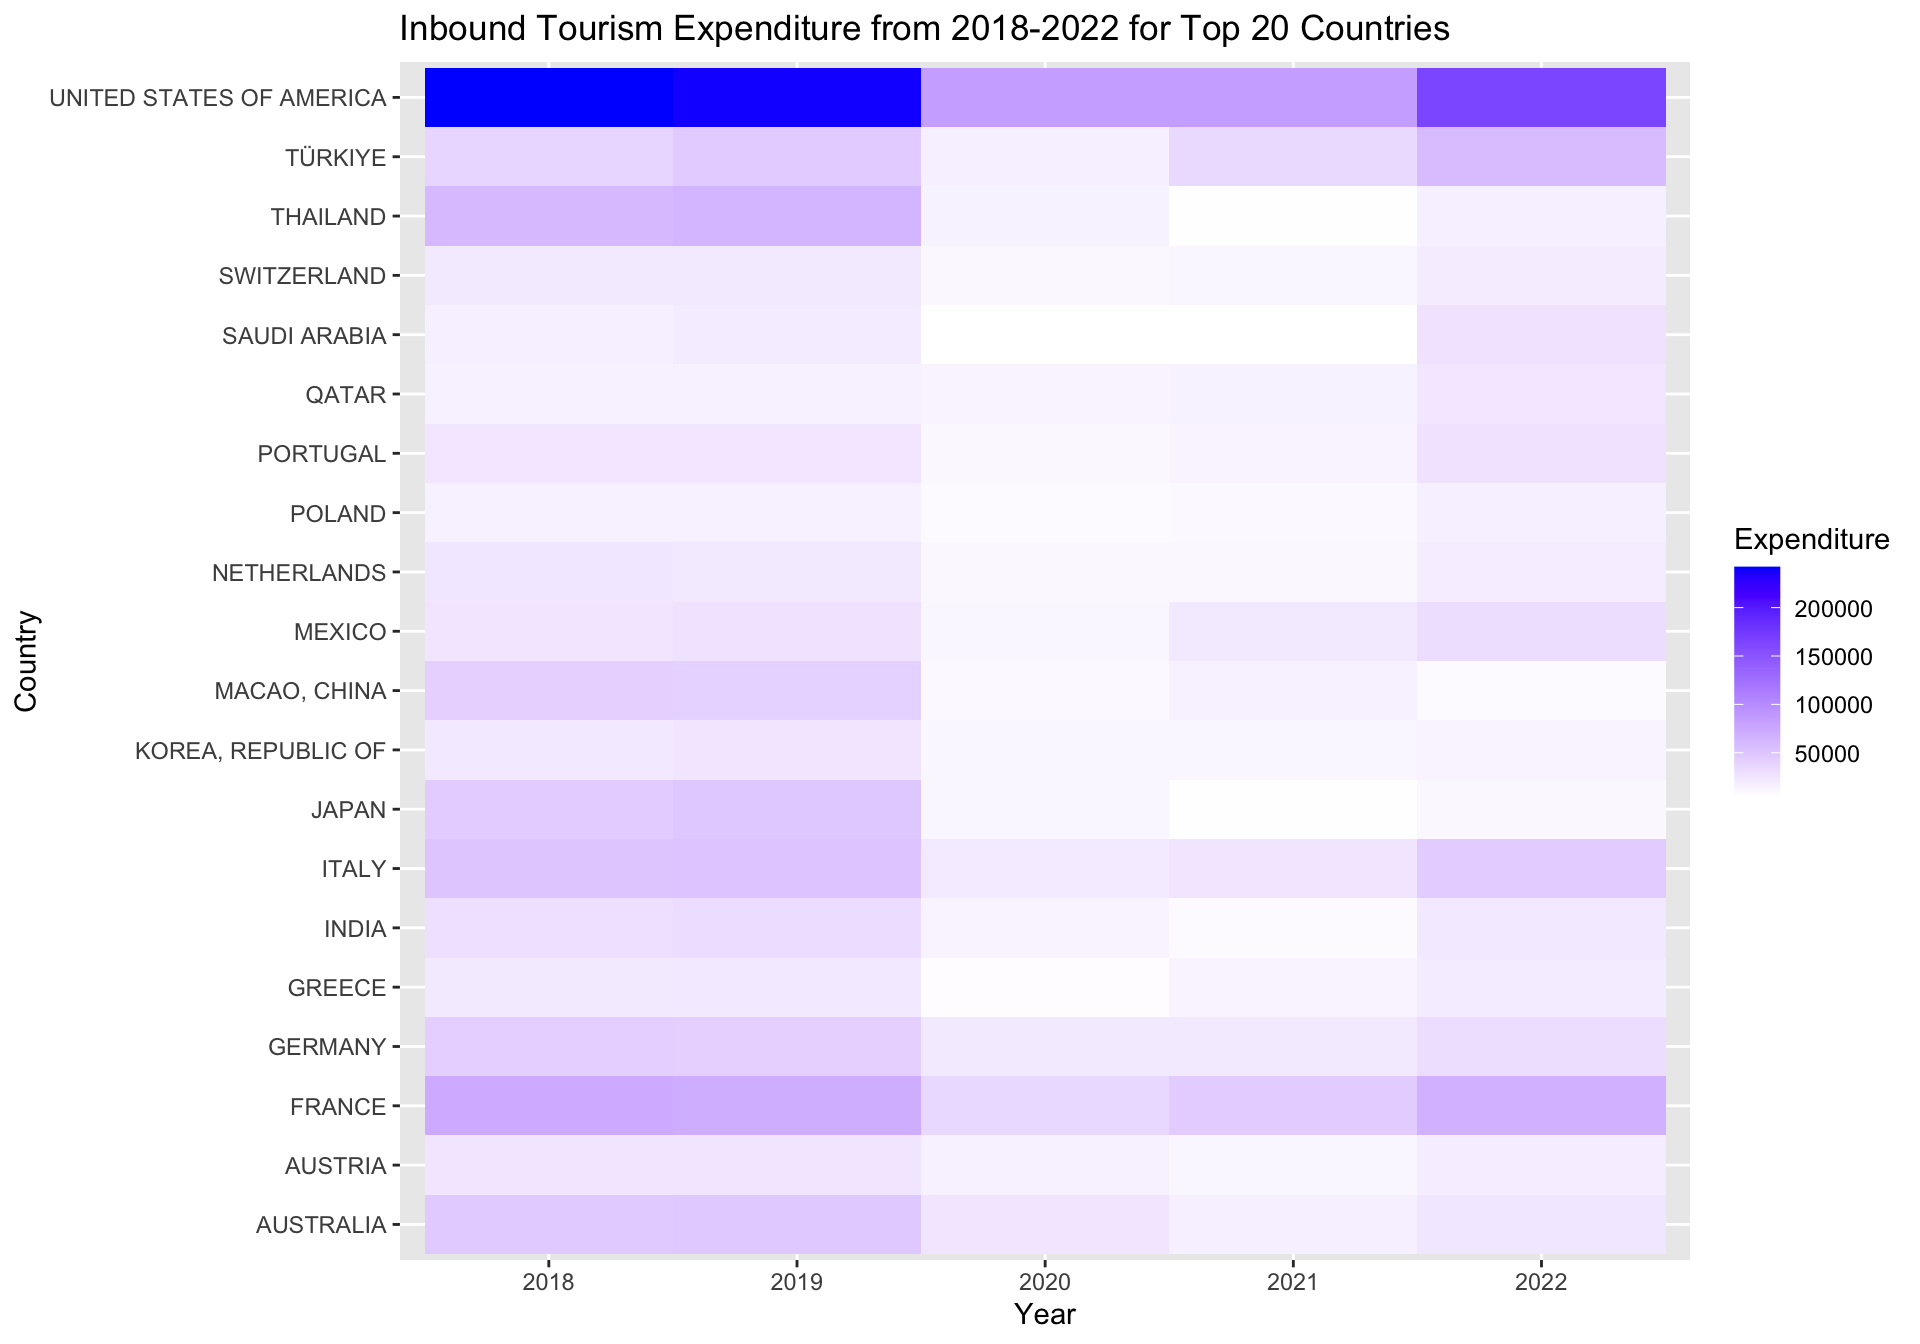 Inbound Tourism Expenditure from 2018-2022 for Top 20 Countries
Country
UNITED STATES OF AMERICA
TÜRKIYE
THAILAND
SWITZERLAND
SAUDI ARABIA
QATAR
PORTUGAL
POLAND
NETHERLANDS
MEXICO
MACAO, CHINA
KOREA, REPUBLIC OF
JAPAN
ITALY
INDIA
GREECE
GERMANY
FRANCE
AUSTRIA
AUSTRALIA
2018 2019 2020 2021 2022
Year
Expenditure
200000
150000
100000
50000